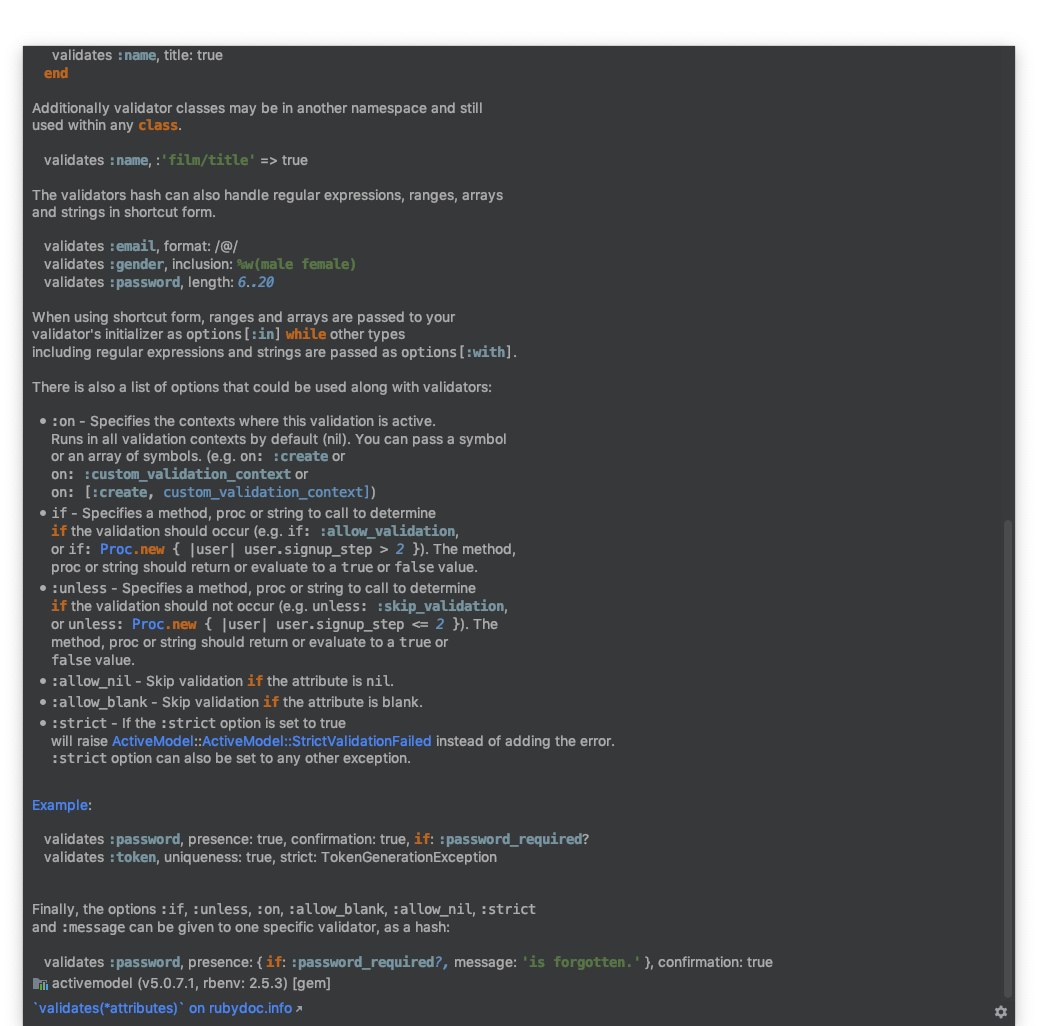 validates :name, title: true
end
Additionally validator classes may be in another namespace and still
used within any class.
validates :name, :'film/title' => true
The validators hash can also handle regular expressions, ranges, arrays
and strings in shortcut form.
validates :email, format: /@/
validates :gender, inclusion: %w(male female)
validates :password, length: 6..20
When using shortcut form, ranges and arrays are passed to your
validator's initializer as options[:in] while other types
including regular expressions and strings are passed as options[:with].
There is also a list of options that could be used along with validators:
• :on - Specifies the contexts where this validation is active.
Runs in all validation contexts by default (nil). You can pass a symbol
or an array of symbols. (e.g. on: :create or
on: :custom_validation_context or
on: [:create, custom_validation_context])
• if - Specifies a method, proc or string to call to determine
if the validation should occur (e.g. if: :allow_validation,
or if: Proc.new { |user| user.signup_step > 2 }). The method,
proc or string should return or evaluate to a true or false value.
• :unless - Specifies a method, proc or string to call to determine
if the validation should not occur (e.g. unless: :skip_validation,
or unless: Proc.new { |user| user.signup_step <= 2 }). The
method, proc or string should return or evaluate to a true or
false value.
• :allow_nil - Skip validation if the attribute is nil.
• :allow_blank - Skip validation if the attribute is blank.
• :strict - If the :strict option is set to true
will raise ActiveModel::ActiveModel::StrictValidationFailed instead of adding the error.
:strict option can also be set to any other exception.
Example:
validates :password, presence: true, confirmation: true, if: :password_required?
validates :token, uniqueness: true, strict: TokenGenerationException
Finally, the options :if, :unless, :on, :allow_blank, :allow_nil, :strict
and :message can be given to one specific validator, as a hash:
validates :password, presence: { if: :password_required?, message: 'is forgotten.' }, confirmation: true
activemodel (v5.0.7.1, rbenv: 2.5.3) [gem]
`validates(*attributes)` on rubydoc.info ↗